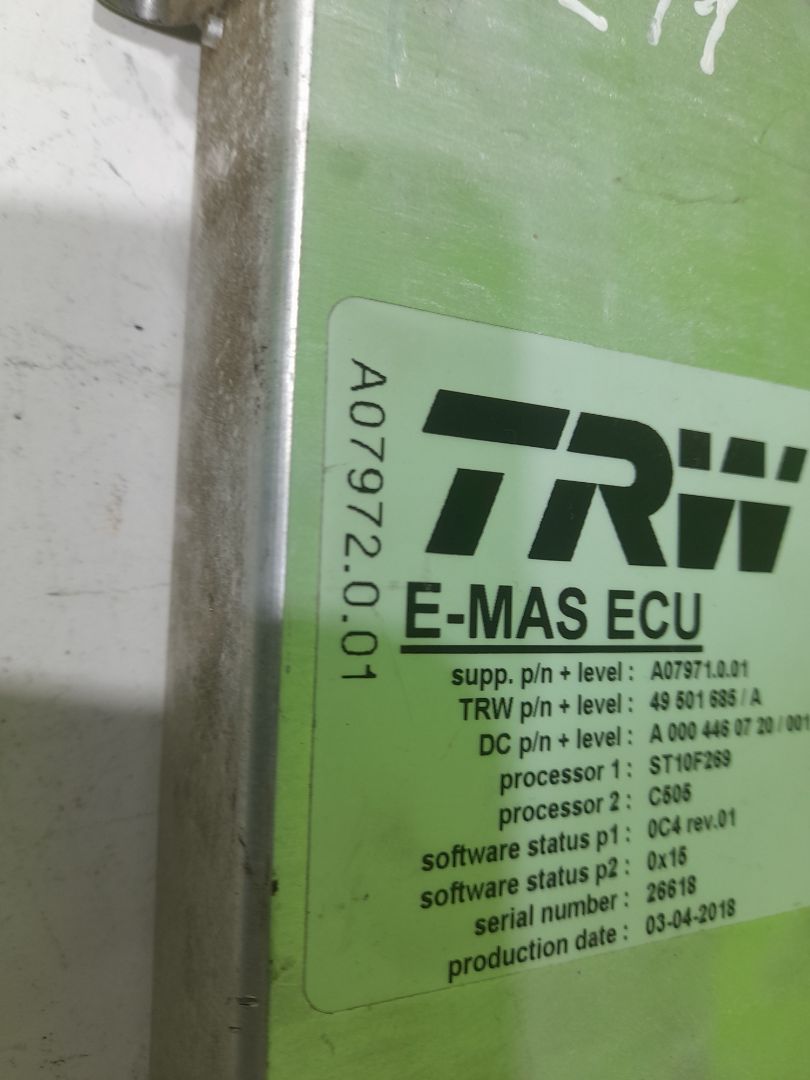 A07972.0.01
TRW
E-MAS ECU
supp. p/n + level : A07971.0.01
TRW p/n + level : 49 501 685 / A
DC p/n + level : A 000 446 07 20 / 001
processor 1 : ST10F269
processor 2 : C505
software status p1 : 0C4 rev.01
software status p2 : 0x15
serial number : 26618
production date : 03-04-2018